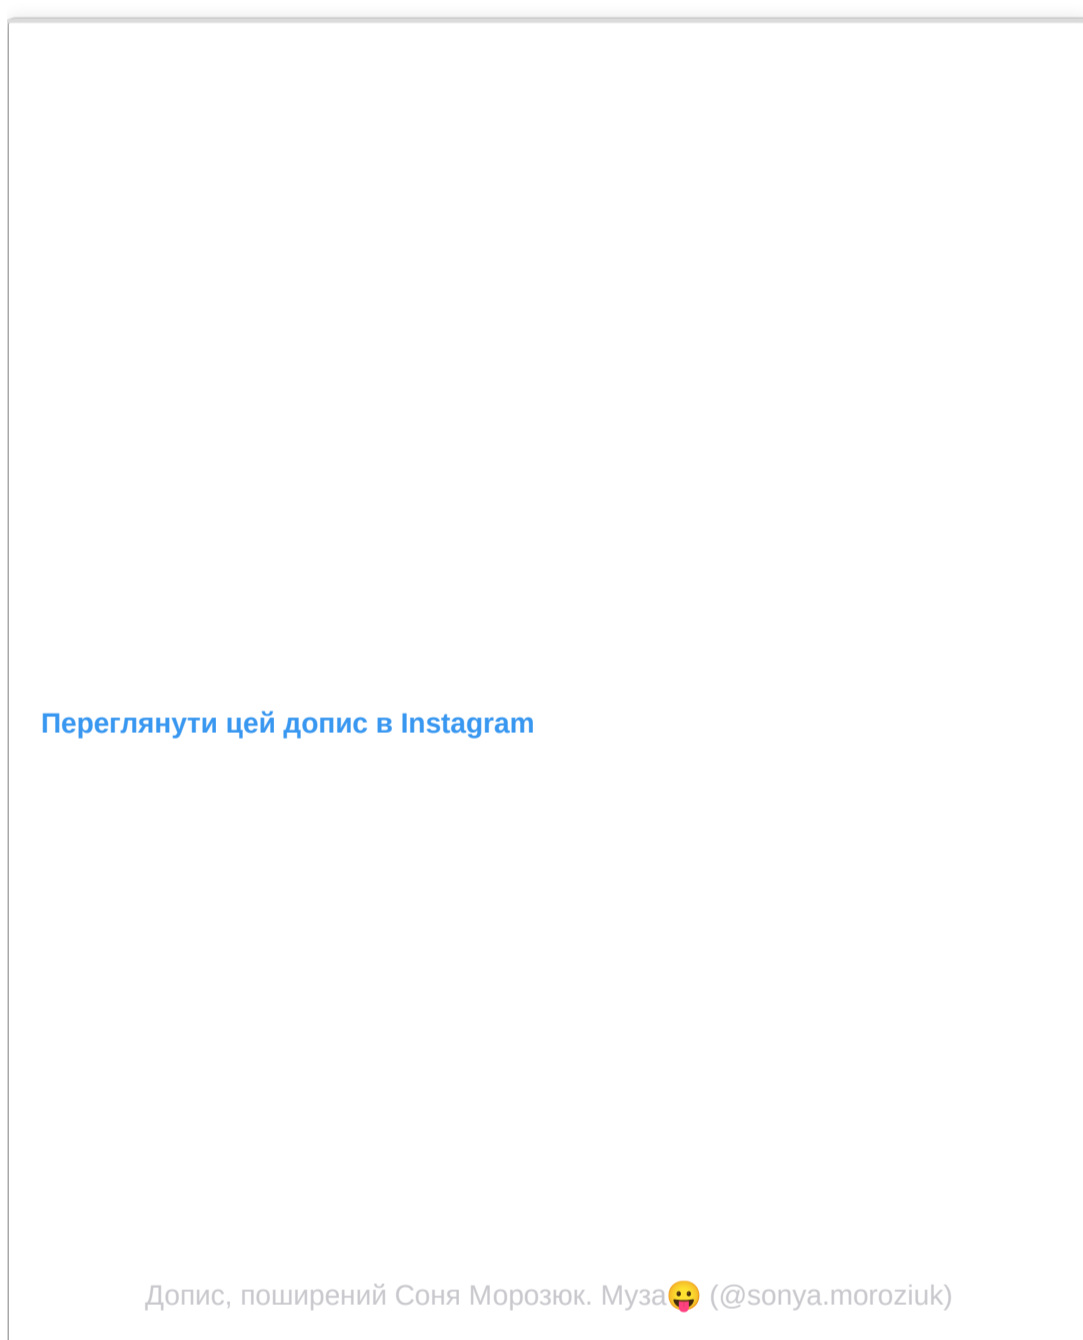 Переглянути цей допис в Instagram
Допис, поширений Соня Морозюк. Муза😛 (@sonya.moroziuk)